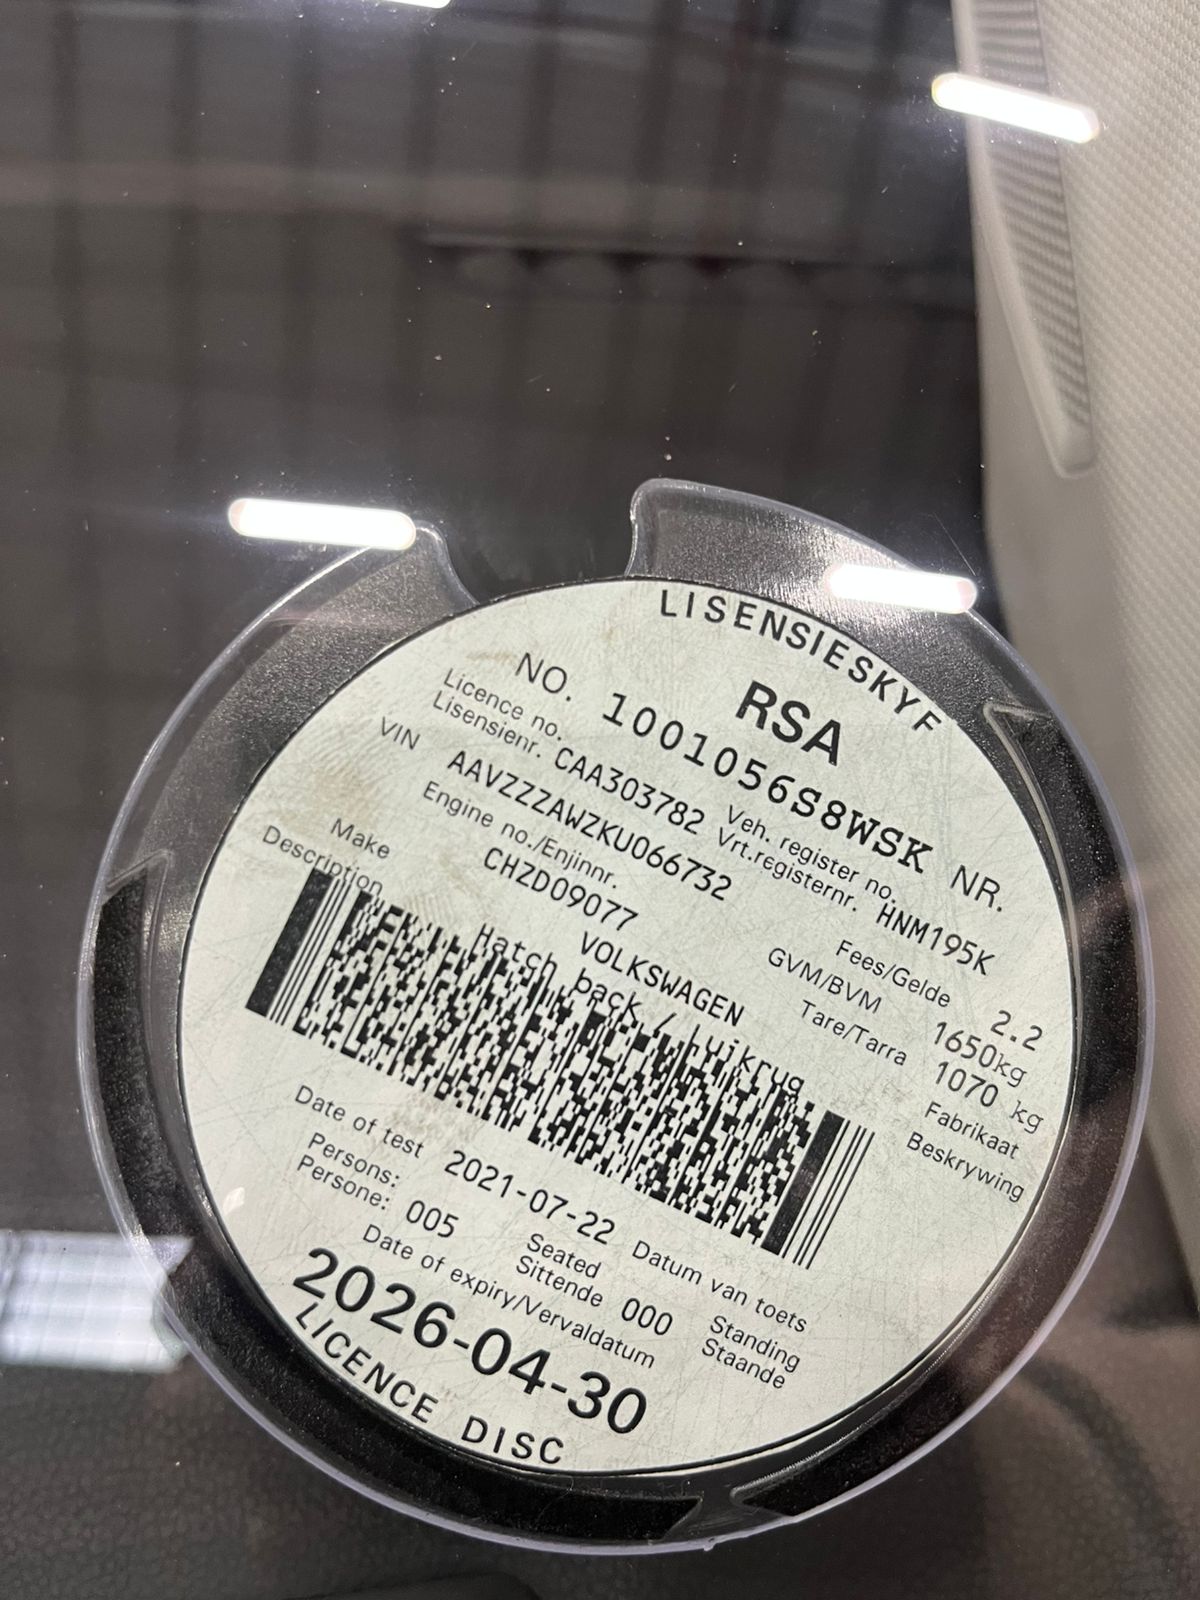 LISENSIESKYF
RSA
NO. 1001056S8WSK NR.
Licence no. Lisensienr. CAA303782 Veh. register no. Vrt.registernr. HNM195K
VIN AAVZZZAWZKU066732 Fees/Gelde 2.2
Engine no./Enjinnr. CHZD09077 GVM/BVM 1650kg
Tare/Tarra 1070 kg
Make VOLKSWAGEN Fabrikaat
Description Hatch back / Luikrug Beskrywing
Date of test 2021-07-22 Datum van toets
Persons: Persone: 005 Seated Sittende 000 Standing Staande
Date of expiry/Vervaldatum
2026-04-30
LICENCE DISC